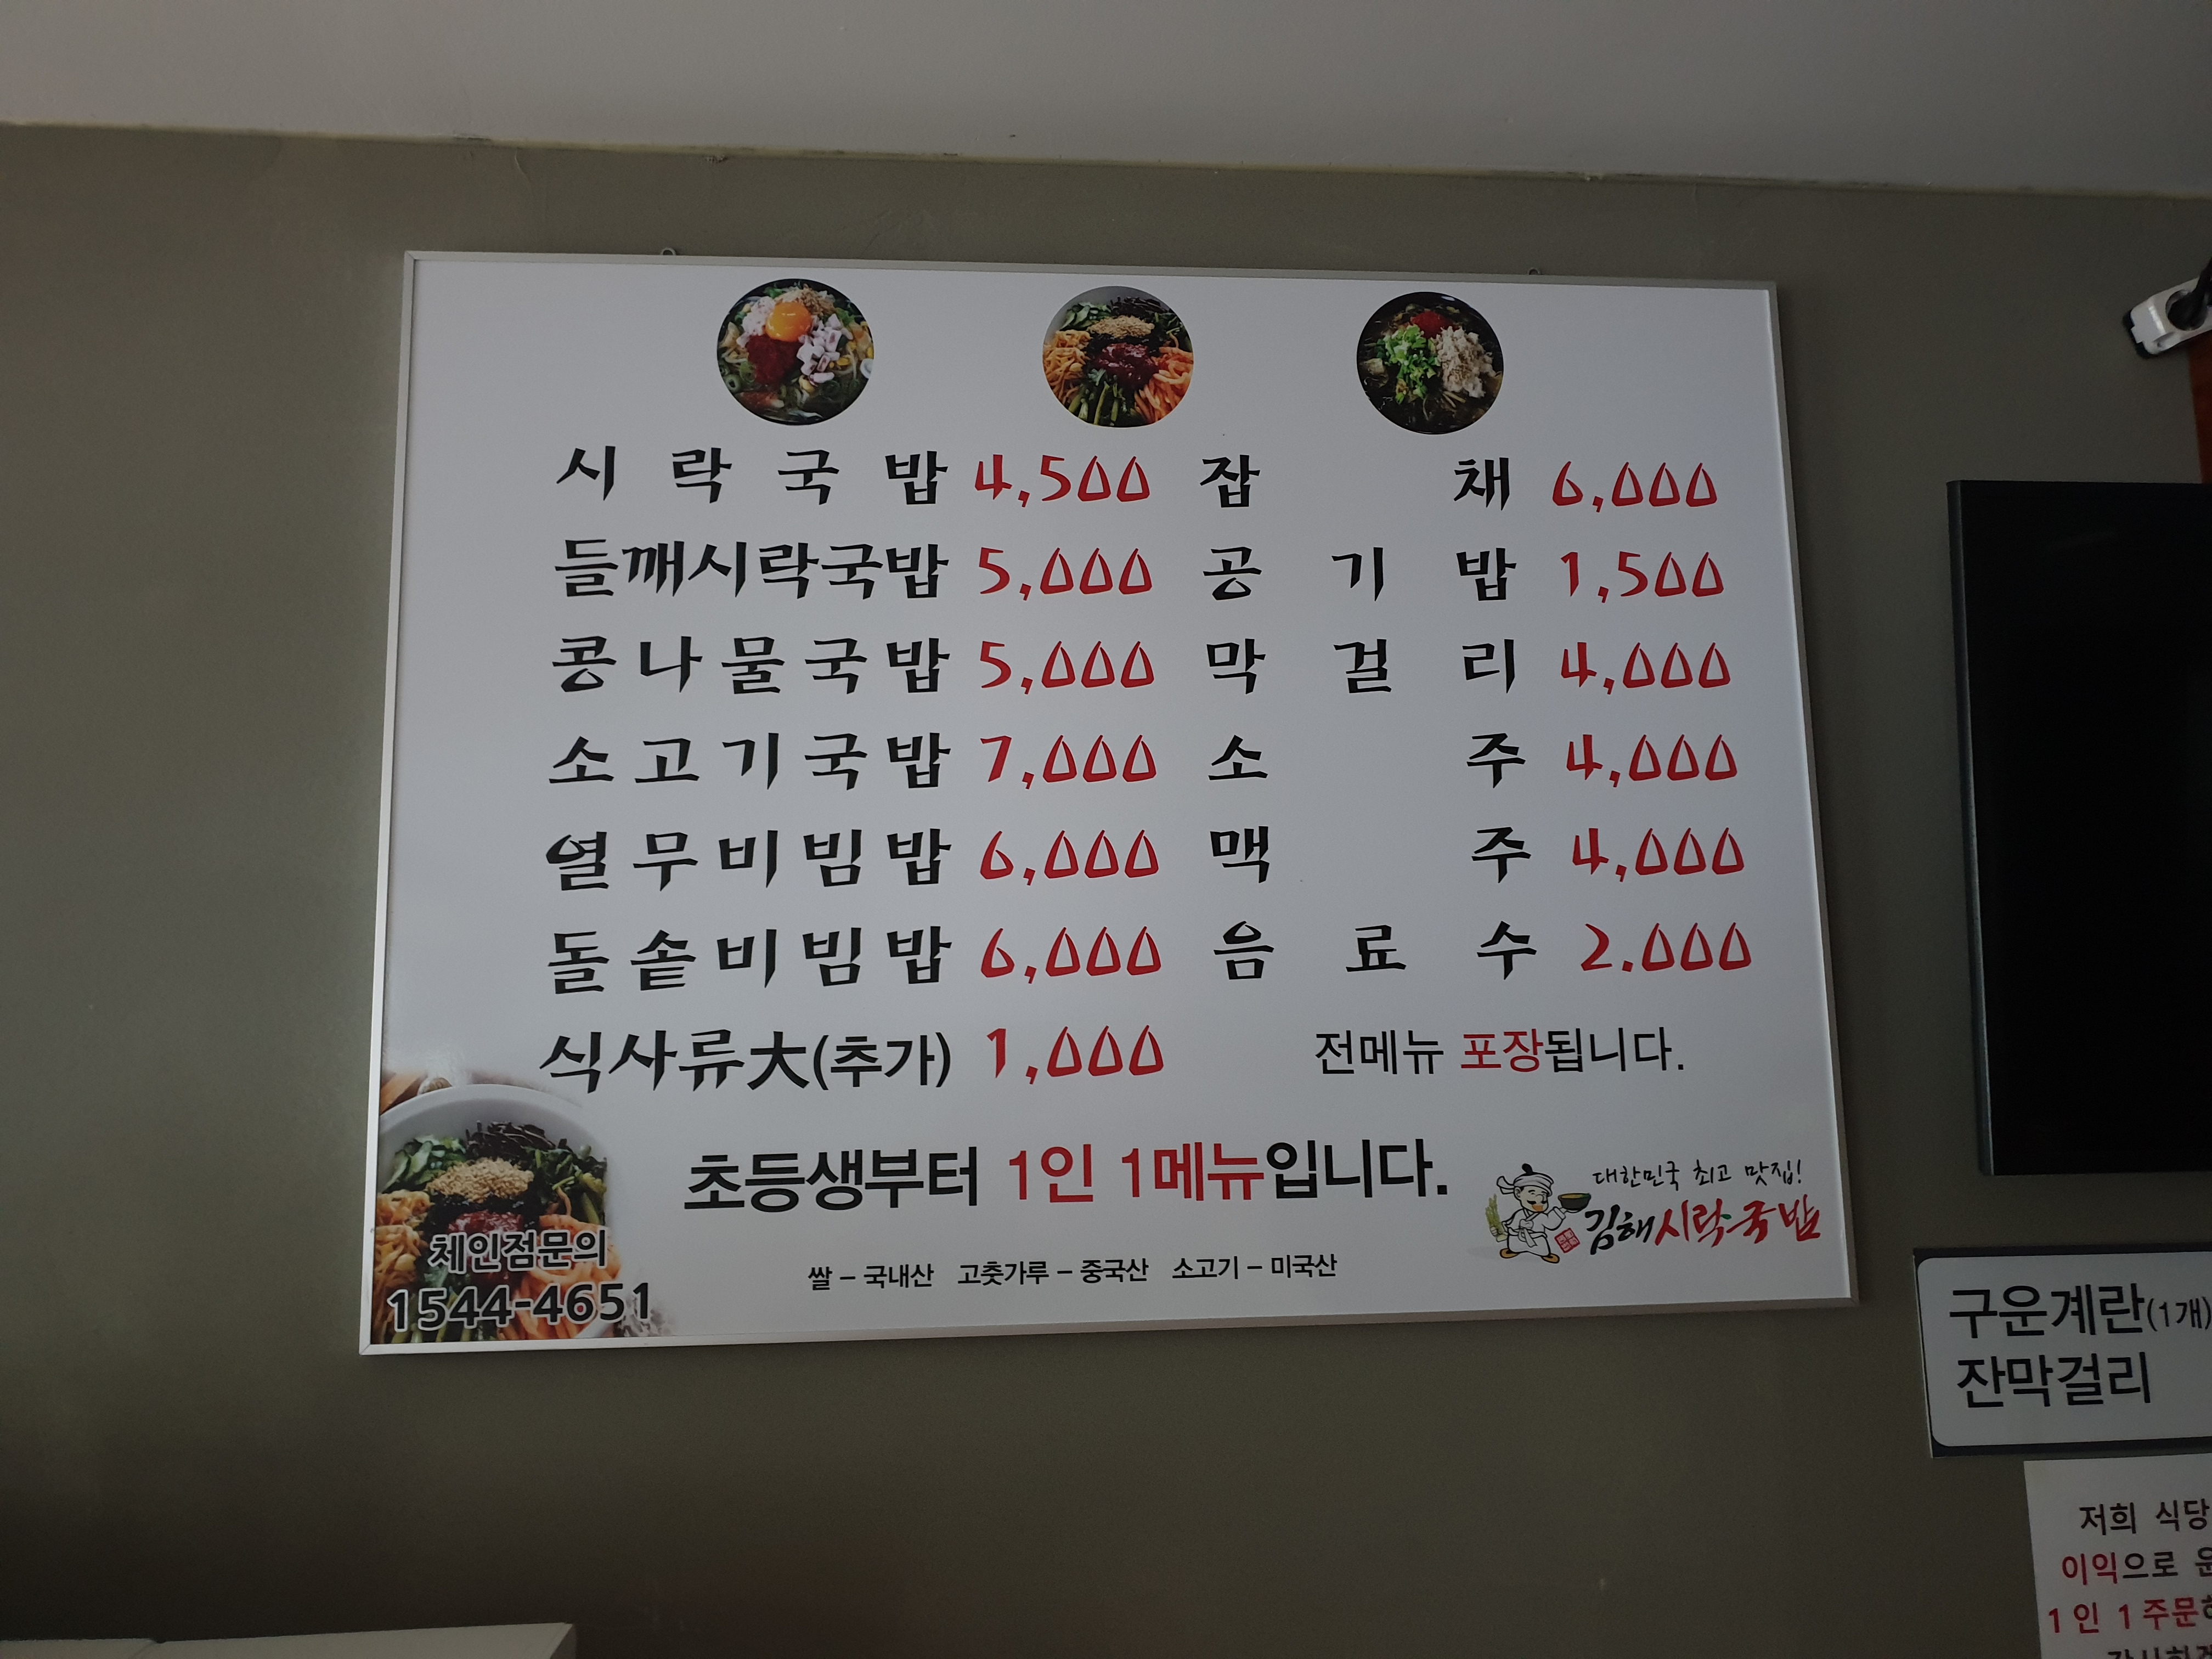 시락국밥 4,500 잡채 6,000
들깨시락국밥 5,000 공기밥 1,500
콩나물국밥 5,000 막걸리 4,000
소고기국밥 7,000 소주 4,000
열무비빔밥 6,000 맥주 4,000
돌솥비빔밥 6,000 음료수 2.000
식사류大(추가) 1,000 전메뉴 포장됩니다.
초등생부터 1인 1메뉴입니다.
대한민국 최고 맛집!
김해시락국밥
체인점문의
1544-4651
쌀 - 국내산 고춧가루 - 중국산 소고기 - 미국산
구운계란(1개)
잔막걸리
저희 식당
이익으로
1인 1주문